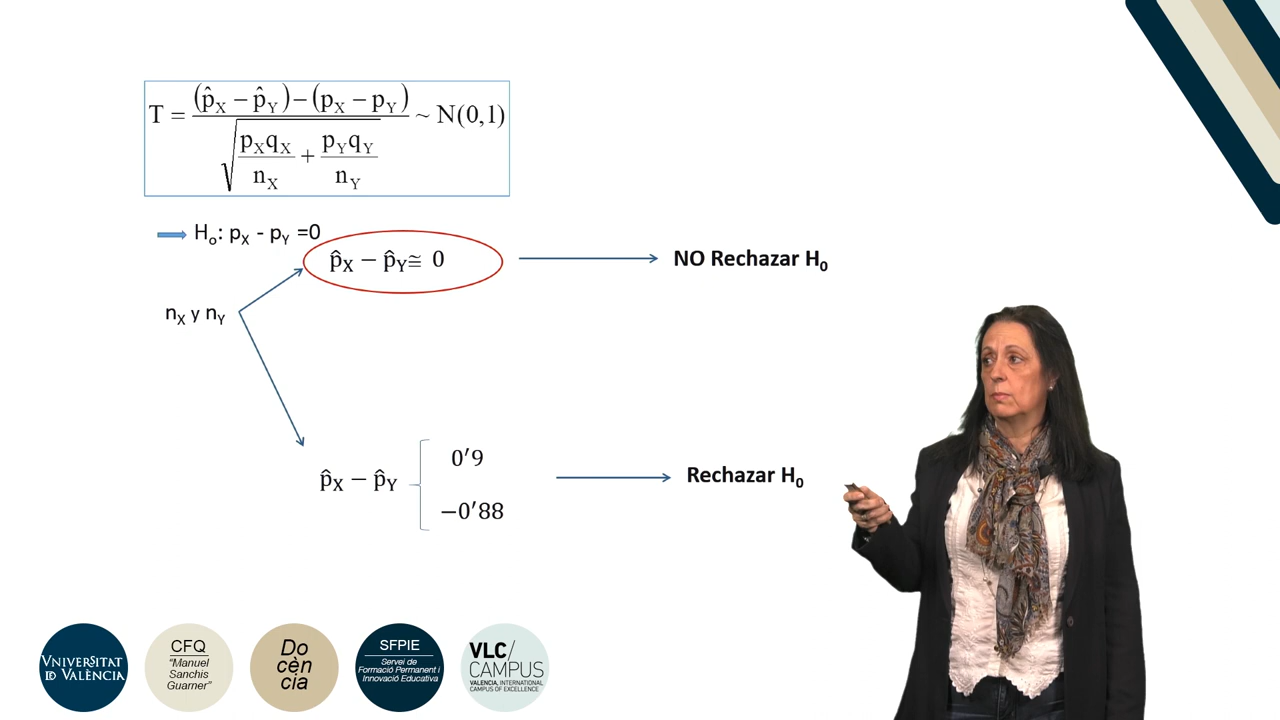 T = (p̂X − p̂Y) − (pX − pY) / √(pXqX/nX + pYqY/nY) ~ N(0,1)
Ho: pX - pY =0
p̂X − p̂Y≅ 0
NO Rechazar H0
nX y nY
p̂X − p̂Y
0′9
−0′88
Rechazar H0
VNIVERSITAT
ID VALÈNCIA
CFQ
"Manuel
Sanchis
Guarner"
Do
cèn
cia
SFPIE
Servei de
Formació Permanent i
Innovació Educativa
VLC/
CAMPUS
VALENCIA, INTERNATIONAL
CAMPUS OF EXCELLENCE